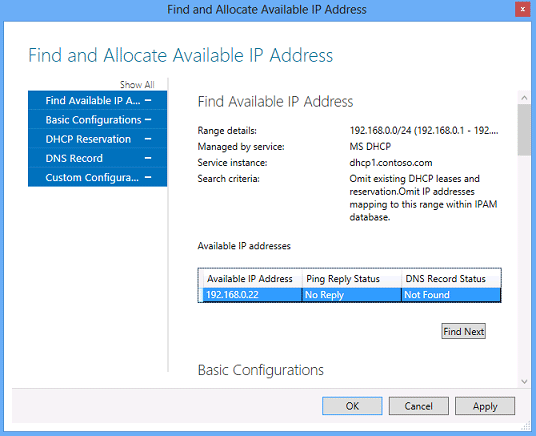 Find and Allocate Available IP Address
x
Find and Allocate Available IP Address
Show All
Find Available IP A... −
Basic Configurations −
DHCP Reservation −
DNS Record −
Custom Configura... −
Find Available IP Address
Range details: 192.168.0.0/24 (192.168.0.1 - 192....
Managed by service: MS DHCP
Service instance: dhcp1.contoso.com
Search criteria: Omit existing DHCP leases and
reservation.Omit IP addresses
mapping to this range within IPAM
database.
Available IP addresses
Available IP Address Ping Reply Status DNS Record Status
192.168.0.22 No Reply Not Found
Find Next
Basic Configurations
OK Cancel Apply